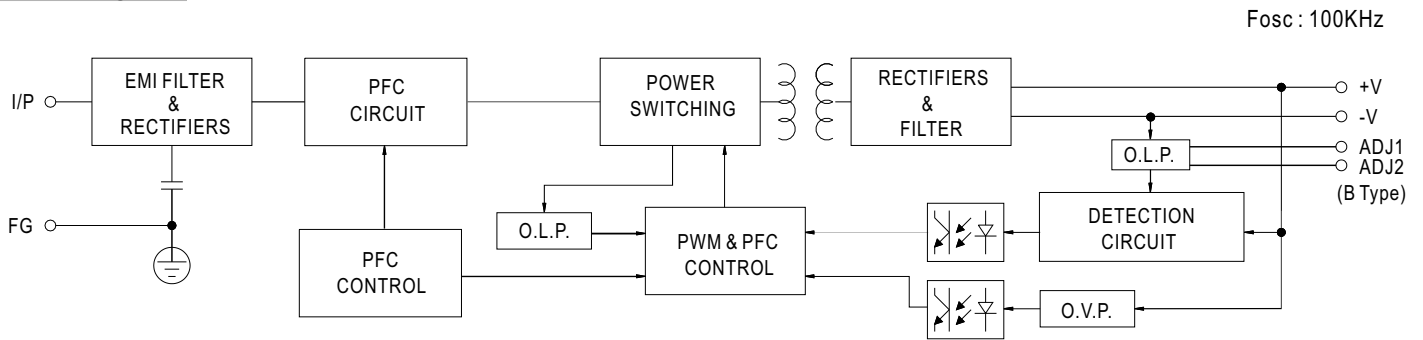 Fosc : 100KHz
I/P
EMI FILTER
&
RECTIFIERS
PFC
CIRCUIT
POWER
SWITCHING
RECTIFIERS
&
FILTER
+V
-V
O.L.P.
ADJ1
ADJ2
(B Type)
FG
O.L.P.
PFC
CONTROL
PWM & PFC
CONTROL
DETECTION
CIRCUIT
O.V.P.